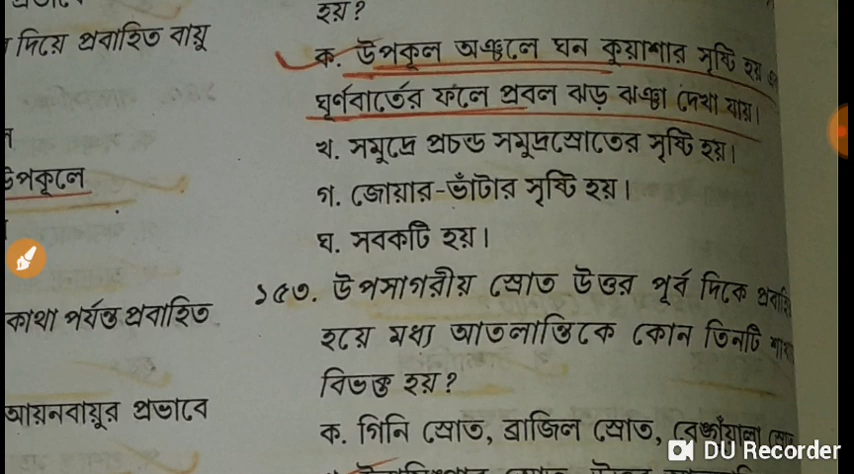 দিয়ে প্রবাহিত বায়ু
উপকূলে
কোথা পর্যন্ত প্রবাহিত
আয়নবায়ুর প্রভাবে
হয়?
ক. উপকূল অঞ্চলে ঘন কুয়াশার সৃষ্টি হয়
ঘূর্ণবার্তের ফলে প্রবল ঝড় ঝঞ্ঝা দেখা যায়।
খ. সমুদ্রে প্রচন্ড সমুদ্রস্রোতের সৃষ্টি হয়।
গ. জোয়ার-ভাঁটার সৃষ্টি হয়।
ঘ. সবকটি হয়।
১৫৩. উপসাগরীয় স্রোত উত্তর পূর্ব দিকে
হয়ে মধ্য আতলান্তিকে কোন তিনটি
বিভক্ত হয়?
ক. গিনি স্রোত, ব্রাজিল স্রোত,
DU Recorder